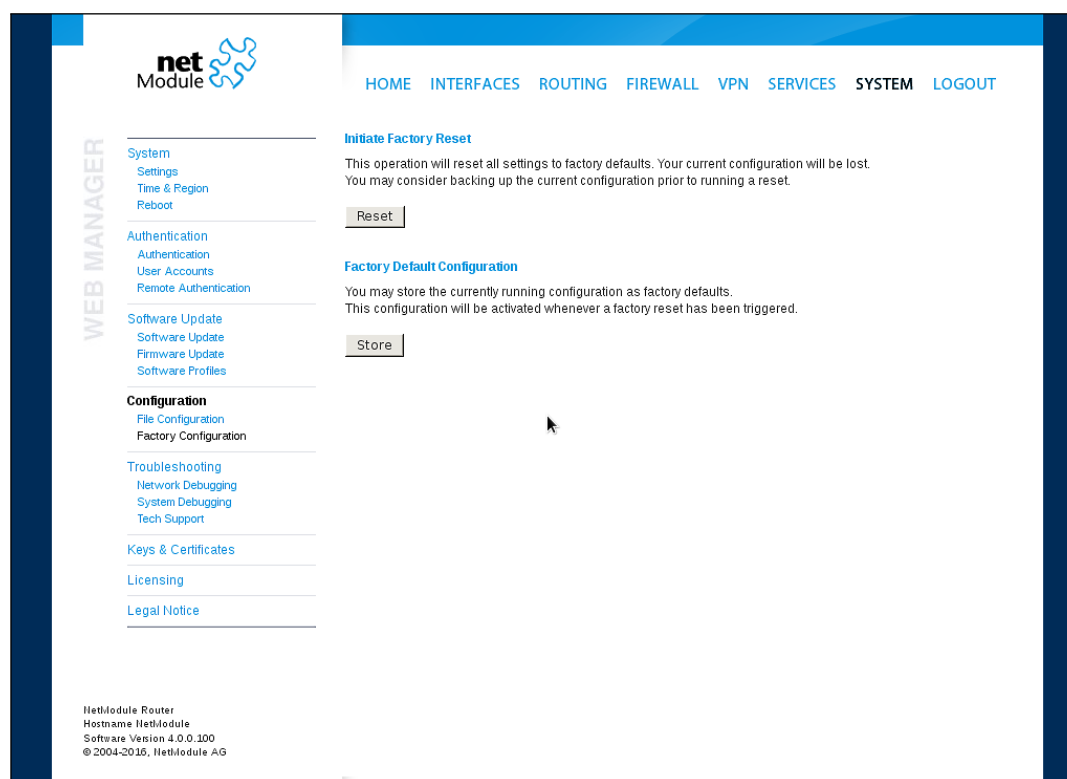 net
Module
HOME INTERFACES ROUTING FIREWALL VPN SERVICES SYSTEM LOGOUT
WEB MANAGER
System
Settings
Time & Region
Reboot
Authentication
Authentication
User Accounts
Remote Authentication
Software Update
Software Update
Firmware Update
Software Profiles
Configuration
File Configuration
Factory Configuration
Troubleshooting
Network Debugging
System Debugging
Tech Support
Keys & Certificates
Licensing
Legal Notice
Initiate Factory Reset
This operation will reset all settings to factory defaults. Your current configuration will be lost.
You may consider backing up the current configuration prior to running a reset.
Reset
Factory Default Configuration
You may store the currently running configuration as factory defaults.
This configuration will be activated whenever a factory reset has been triggered.
Store
NetModule Router
Hostname NetModule
Software Version 4.0.0.100
© 2004-2016, NetModule AG